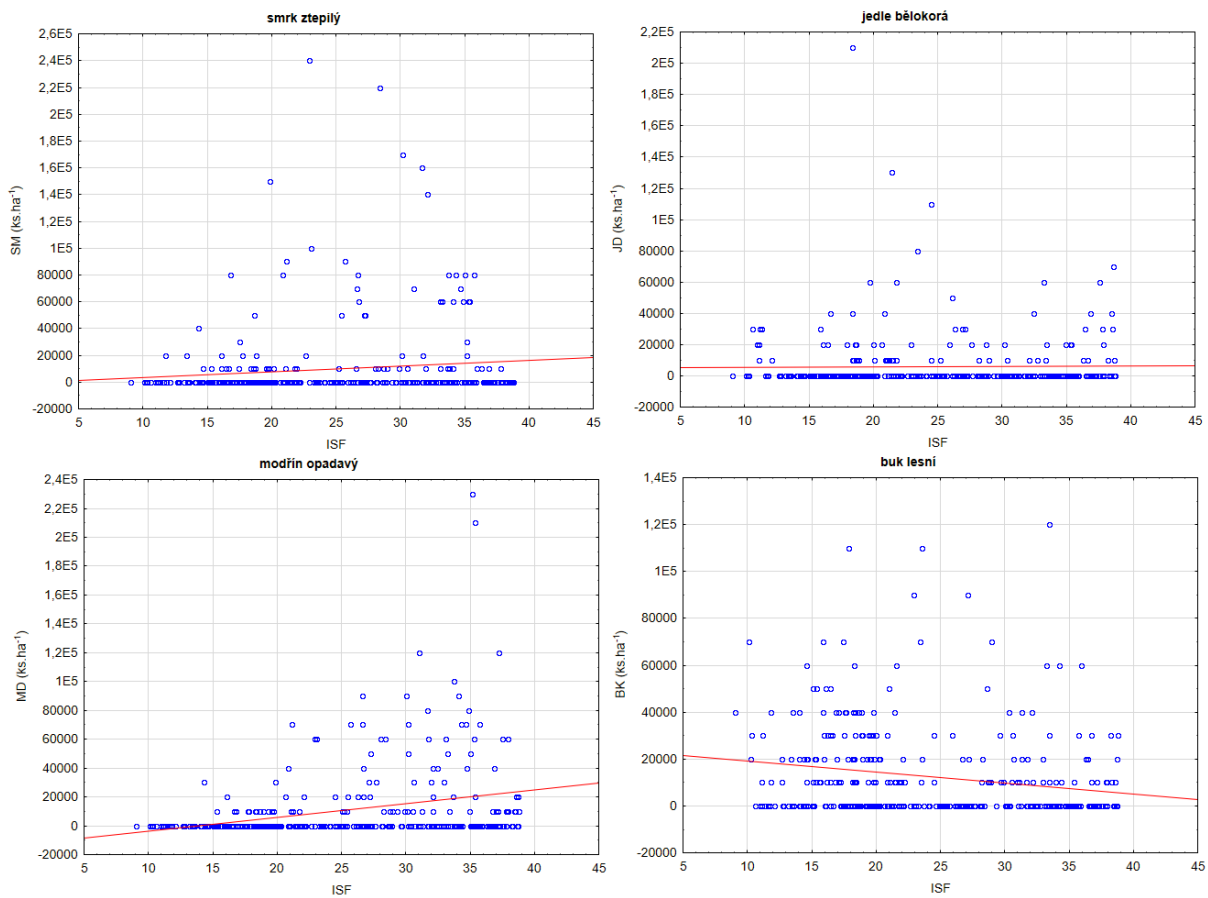 smrk ztepilý
2,6E5
2,4E5
2,2E5
2E5
1,8E5
1,6E5
1,4E5
1,2E5
1E5
80000
60000
40000
20000
0
-20000
SM (ks.ha⁻¹)
5 10 15 20 25 30 35 40 45
ISF
jedle bělokorá
2,2E5
2E5
1,8E5
1,6E5
1,4E5
1,2E5
1E5
80000
60000
40000
20000
0
-20000
JD (ks.ha⁻¹)
5 10 15 20 25 30 35 40 45
ISF
modřín opadavý
2,4E5
2,2E5
2E5
1,8E5
1,6E5
1,4E5
1,2E5
1E5
80000
60000
40000
20000
0
-20000
MD (ks.ha⁻¹)
5 10 15 20 25 30 35 40 45
ISF
buk lesní
1,4E5
1,2E5
1E5
80000
60000
40000
20000
0
-20000
BK (ks.ha⁻¹)
5 10 15 20 25 30 35 40 45
ISF